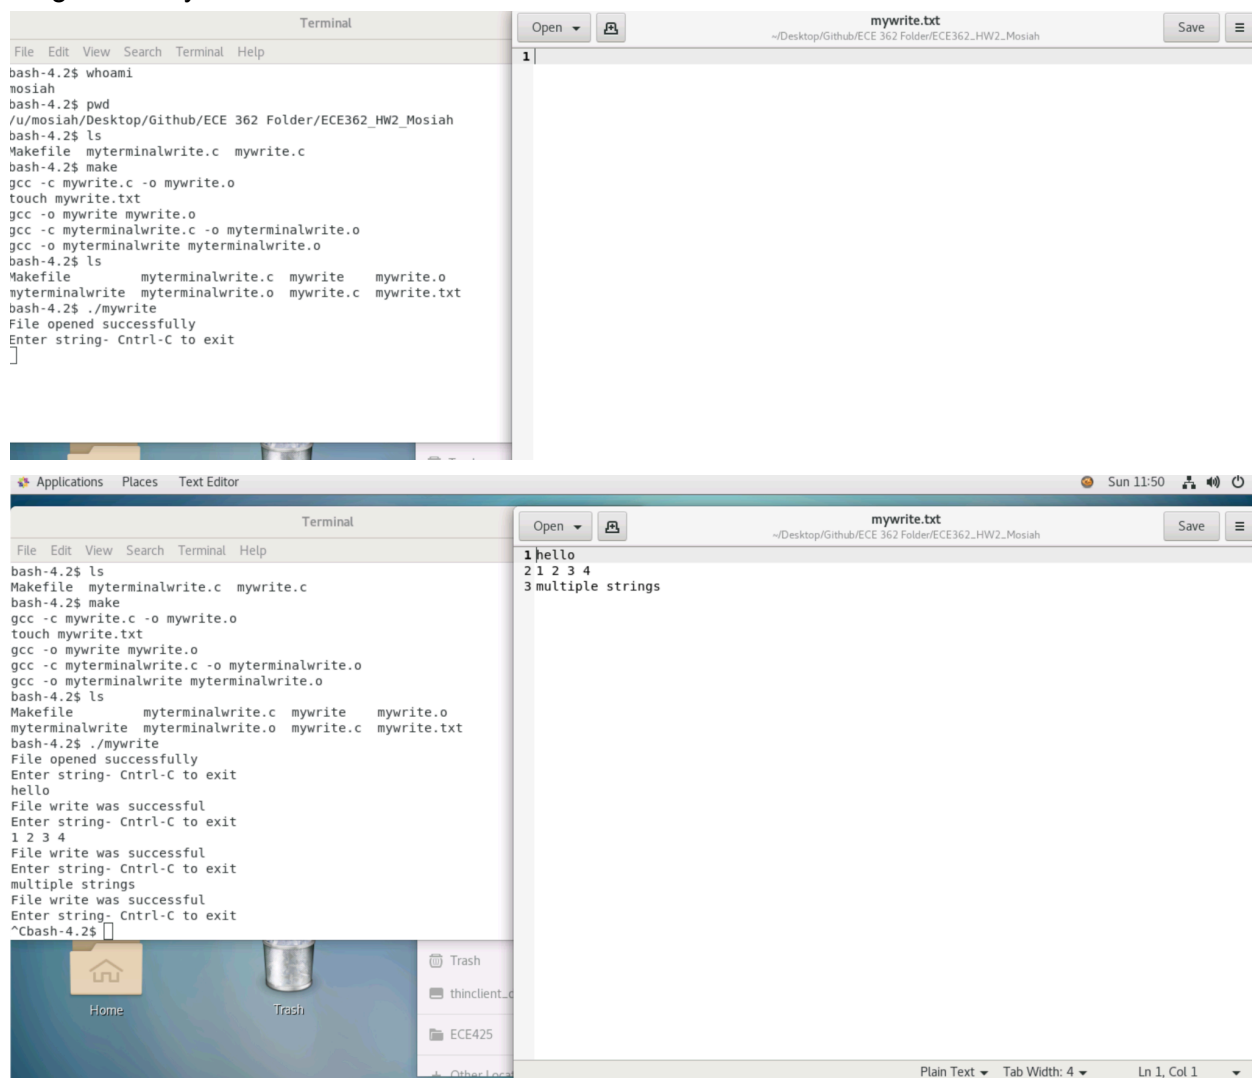 Terminal
File Edit View Search Terminal Help
bash-4.2$ whoami
mosiah
bash-4.2$ pwd
/u/mosiah/Desktop/Github/ECE 362 Folder/ECE362_HW2_Mosiah
bash-4.2$ ls
Makefile myterminalwrite.c mywrite.c
bash-4.2$ make
gcc -c mywrite.c -o mywrite.o
touch mywrite.txt
gcc -o mywrite mywrite.o
gcc -c myterminalwrite.c -o myterminalwrite.o
gcc -o myterminalwrite myterminalwrite.o
bash-4.2$ ls
Makefile myterminalwrite.c mywrite mywrite.o
myterminalwrite myterminalwrite.o mywrite.c mywrite.txt
bash-4.2$ ./mywrite
File opened successfully
Enter string- Cntrl-C to exit
Open
mywrite.txt
~/Desktop/Github/ECE 362 Folder/ECE362_HW2_Mosiah
Save
1
Applications Places Text Editor
Sun 11:50
Terminal
File Edit View Search Terminal Help
bash-4.2$ ls
Makefile myterminalwrite.c mywrite.c
bash-4.2$ make
gcc -c mywrite.c -o mywrite.o
touch mywrite.txt
gcc -o mywrite mywrite.o
gcc -c myterminalwrite.c -o myterminalwrite.o
gcc -o myterminalwrite myterminalwrite.o
bash-4.2$ ls
Makefile myterminalwrite.c mywrite mywrite.o
myterminalwrite myterminalwrite.o mywrite.c mywrite.txt
bash-4.2$ ./mywrite
File opened successfully
Enter string- Cntrl-C to exit
hello
File write was successful
Enter string- Cntrl-C to exit
1 2 3 4
File write was successful
Enter string- Cntrl-C to exit
multiple strings
File write was successful
Enter string- Cntrl-C to exit
^Cbash-4.2$
Open
mywrite.txt
~/Desktop/Github/ECE 362 Folder/ECE362_HW2_Mosiah
Save
1 hello
2 1 2 3 4
3 multiple strings
Home
Trash
Trash
thinclient_
ECE425
+ Other
Plain Text Tab Width: 4 Ln 1, Col 1